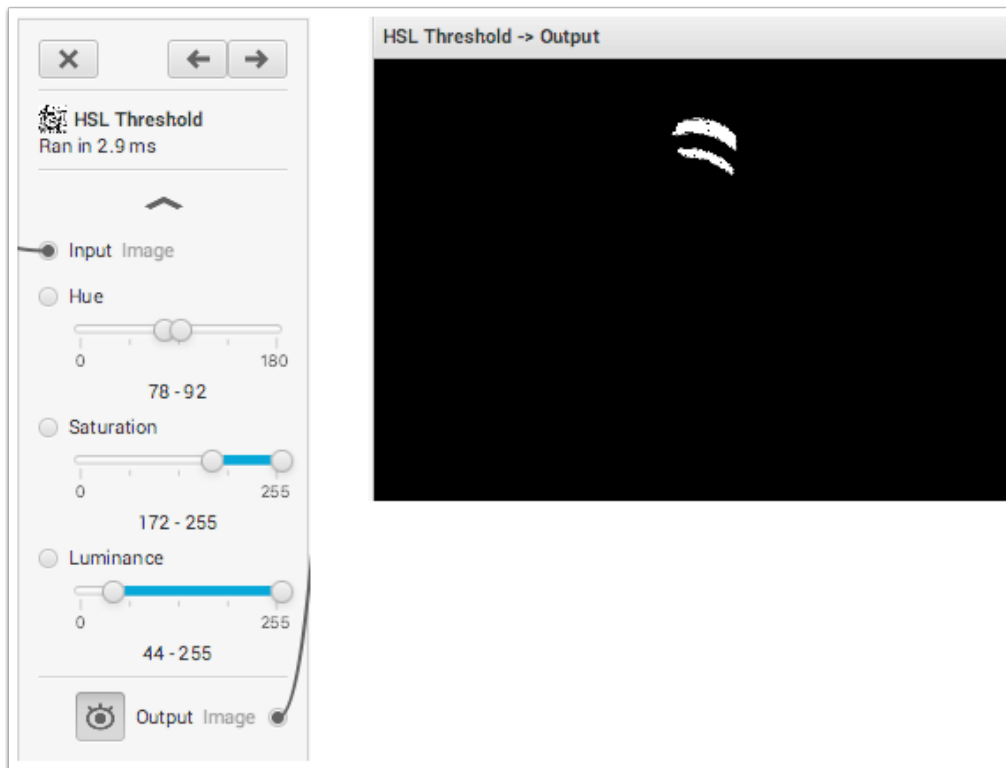 HSL Threshold -> Output
HSL Threshold
Ran in 2.9 ms
Input Image
Hue
0 180
78 - 92
Saturation
0 255
172 - 255
Luminance
0 255
44 - 255
Output Image